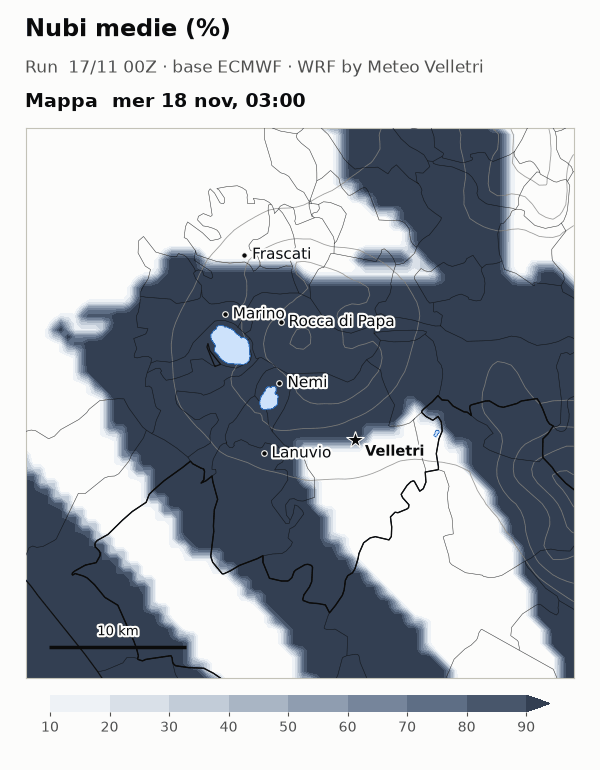 Nubi medie (%)
Run  17/11 00Z · base ECMWF · WRF by Meteo Velletri
Mappa  mer 18 nov, 03:00
Frascati
Marino
Rocca di Papa
Nemi
Velletri
Lanuvio
10 km
10 20 30 40 50 60 70 80 90